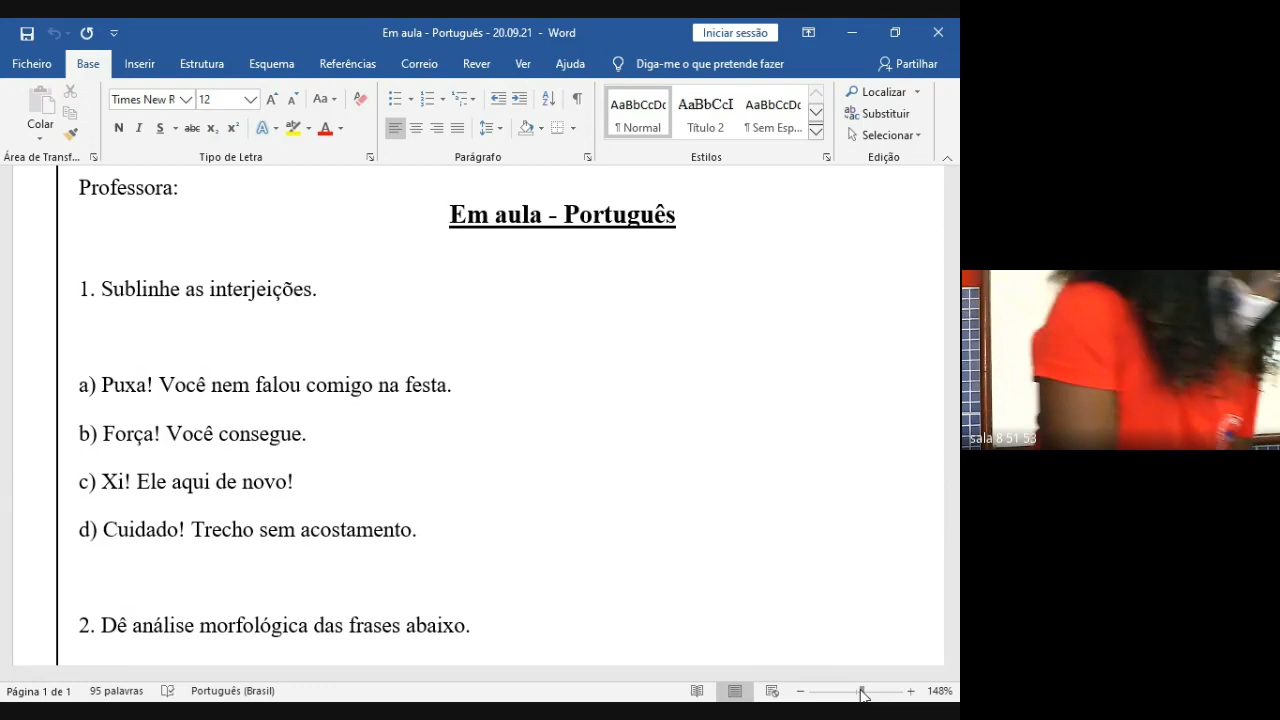 Em aula - Português - 20.09.21 - Word
Iniciar sessão
Ficheiro Base Inserir Estrutura Esquema Referências Correio Rever Ver Ajuda Diga-me o que pretende fazer Partilhar
Colar
Times New R 12 Aa
N I S abc x₂ x² A A
AaBbCcDc AaBbCcI AaBbCcDc
¶ Normal Título 2 ¶ Sem Esp...
Localizar
Substituir
Selecionar
Área de Transf... Tipo de Letra Parágrafo Estilos Edição
Professora:
Em aula - Português
1. Sublinhe as interjeições.
a) Puxa! Você nem falou comigo na festa.
b) Força! Você consegue.
c) Xi! Ele aqui de novo!
d) Cuidado! Trecho sem acostamento.
2. Dê análise morfológica das frases abaixo.
sala 8 51 53
Página 1 de 1 95 palavras Português (Brasil) 148%